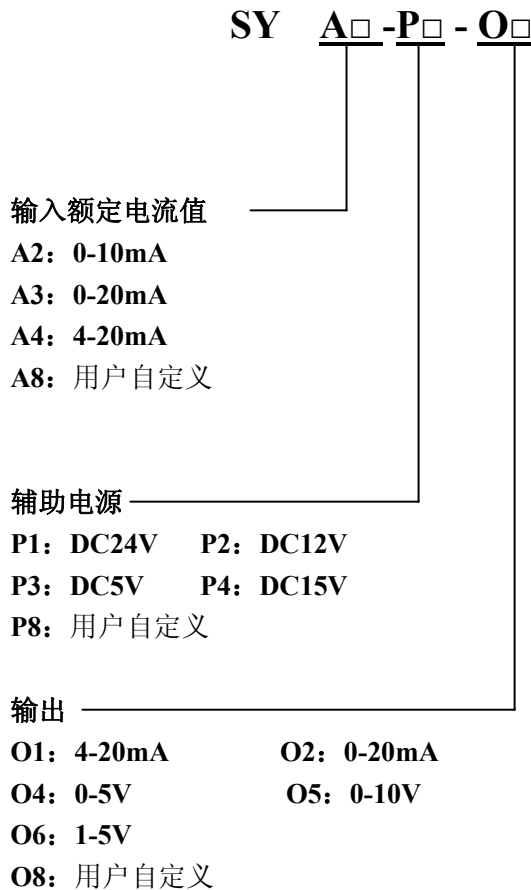 SY A□ -P□ - O□
输入额定电流值
A2：0-10mA
A3：0-20mA
A4：4-20mA
A8：用户自定义
辅助电源
P1：DC24V P2：DC12V
P3：DC5V P4：DC15V
P8：用户自定义
输出
O1：4-20mA O2：0-20mA
O4：0-5V O5：0-10V
O6：1-5V
O8：用户自定义